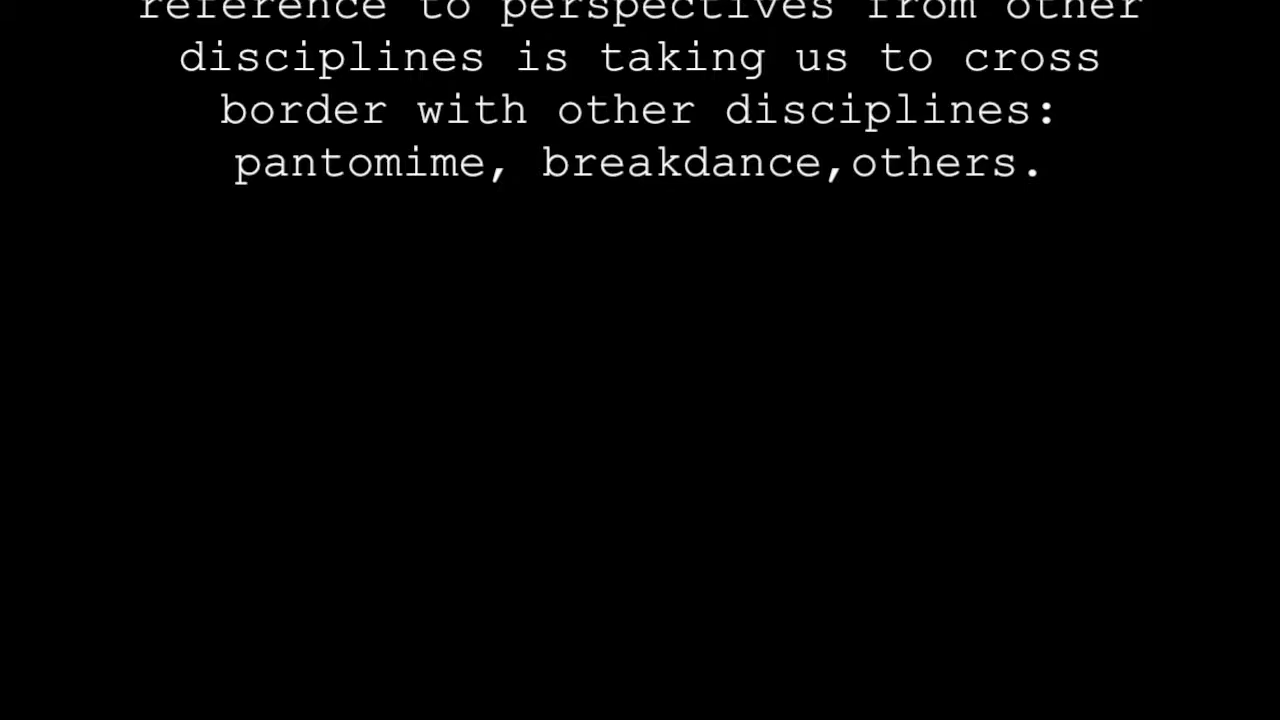 reference to perspectives from other
disciplines is taking us to cross
border with other disciplines:
pantomime, breakdance,others.